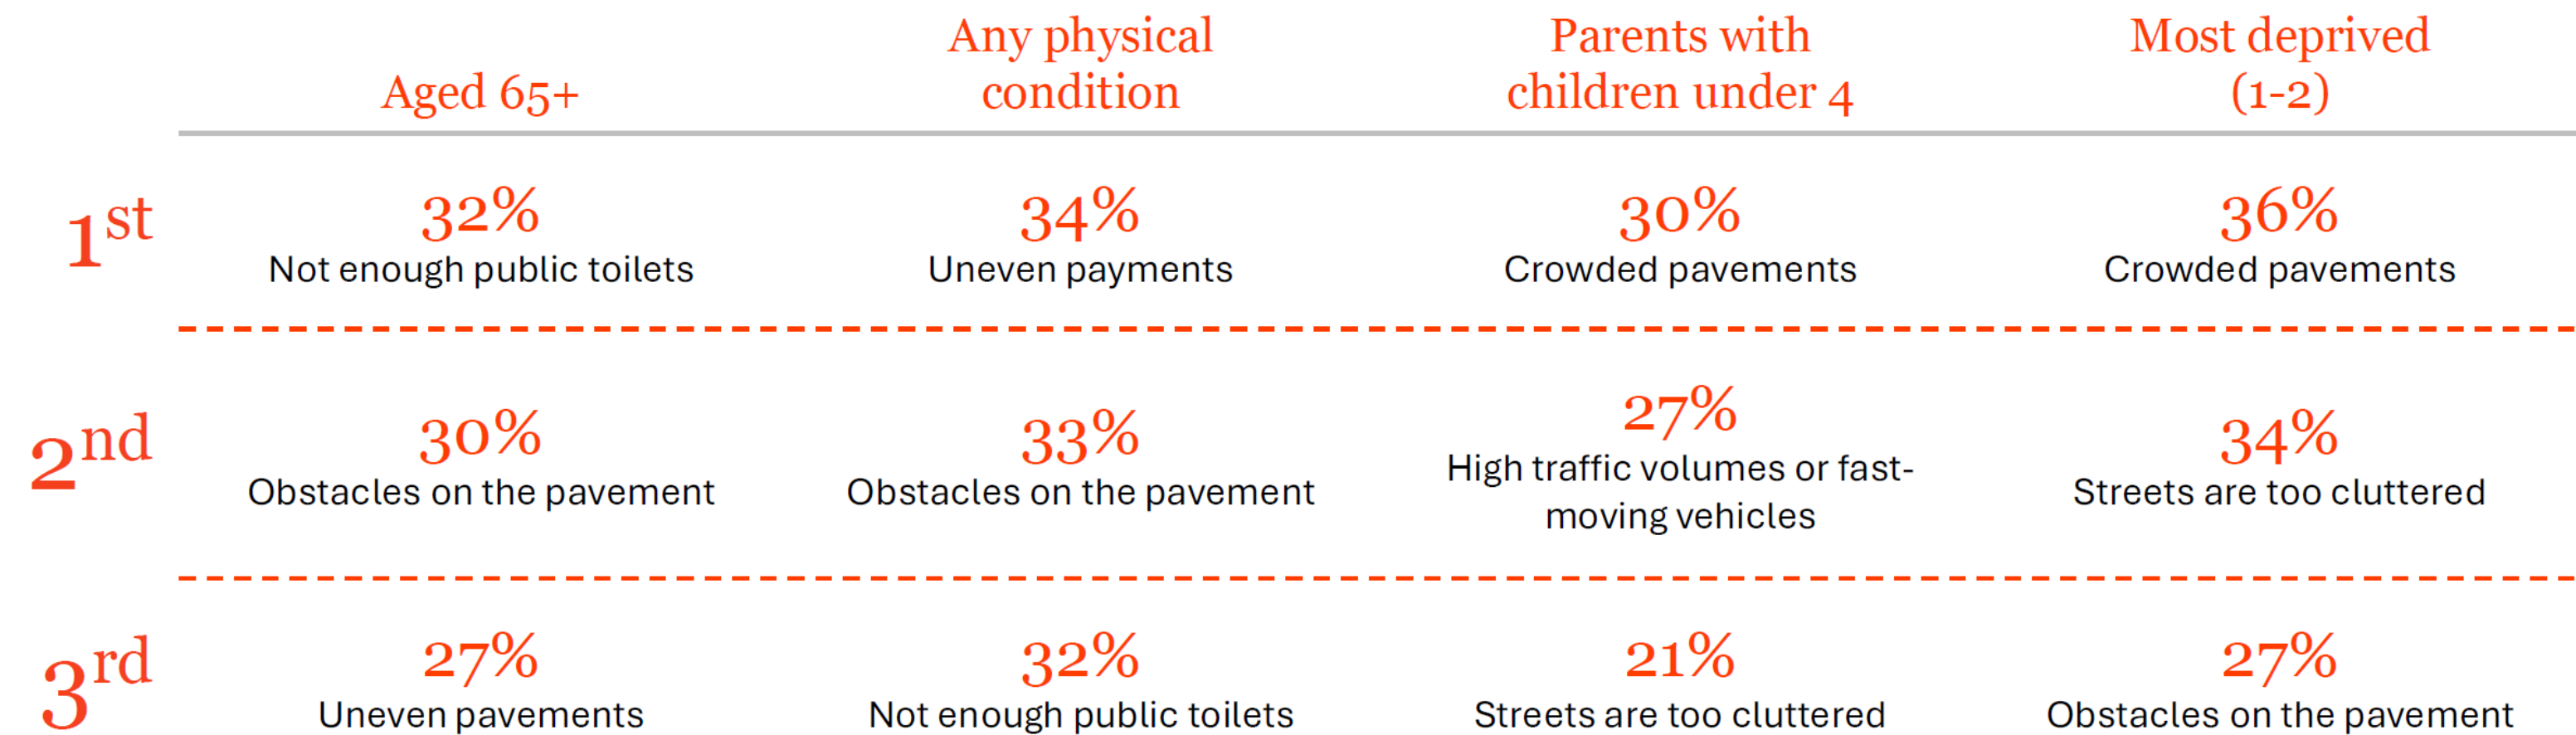 Aged 65+
Any physical
condition
Parents with
children under 4
Most deprived
(1-2)
1st
32%
Not enough public toilets
34%
Uneven payments
30%
Crowded pavements
36%
Crowded pavements
2nd
30%
Obstacles on the pavement
33%
Obstacles on the pavement
27%
High traffic volumes or fast-
moving vehicles
34%
Streets are too cluttered
3rd
27%
Uneven pavements
32%
Not enough public toilets
21%
Streets are too cluttered
27%
Obstacles on the pavement